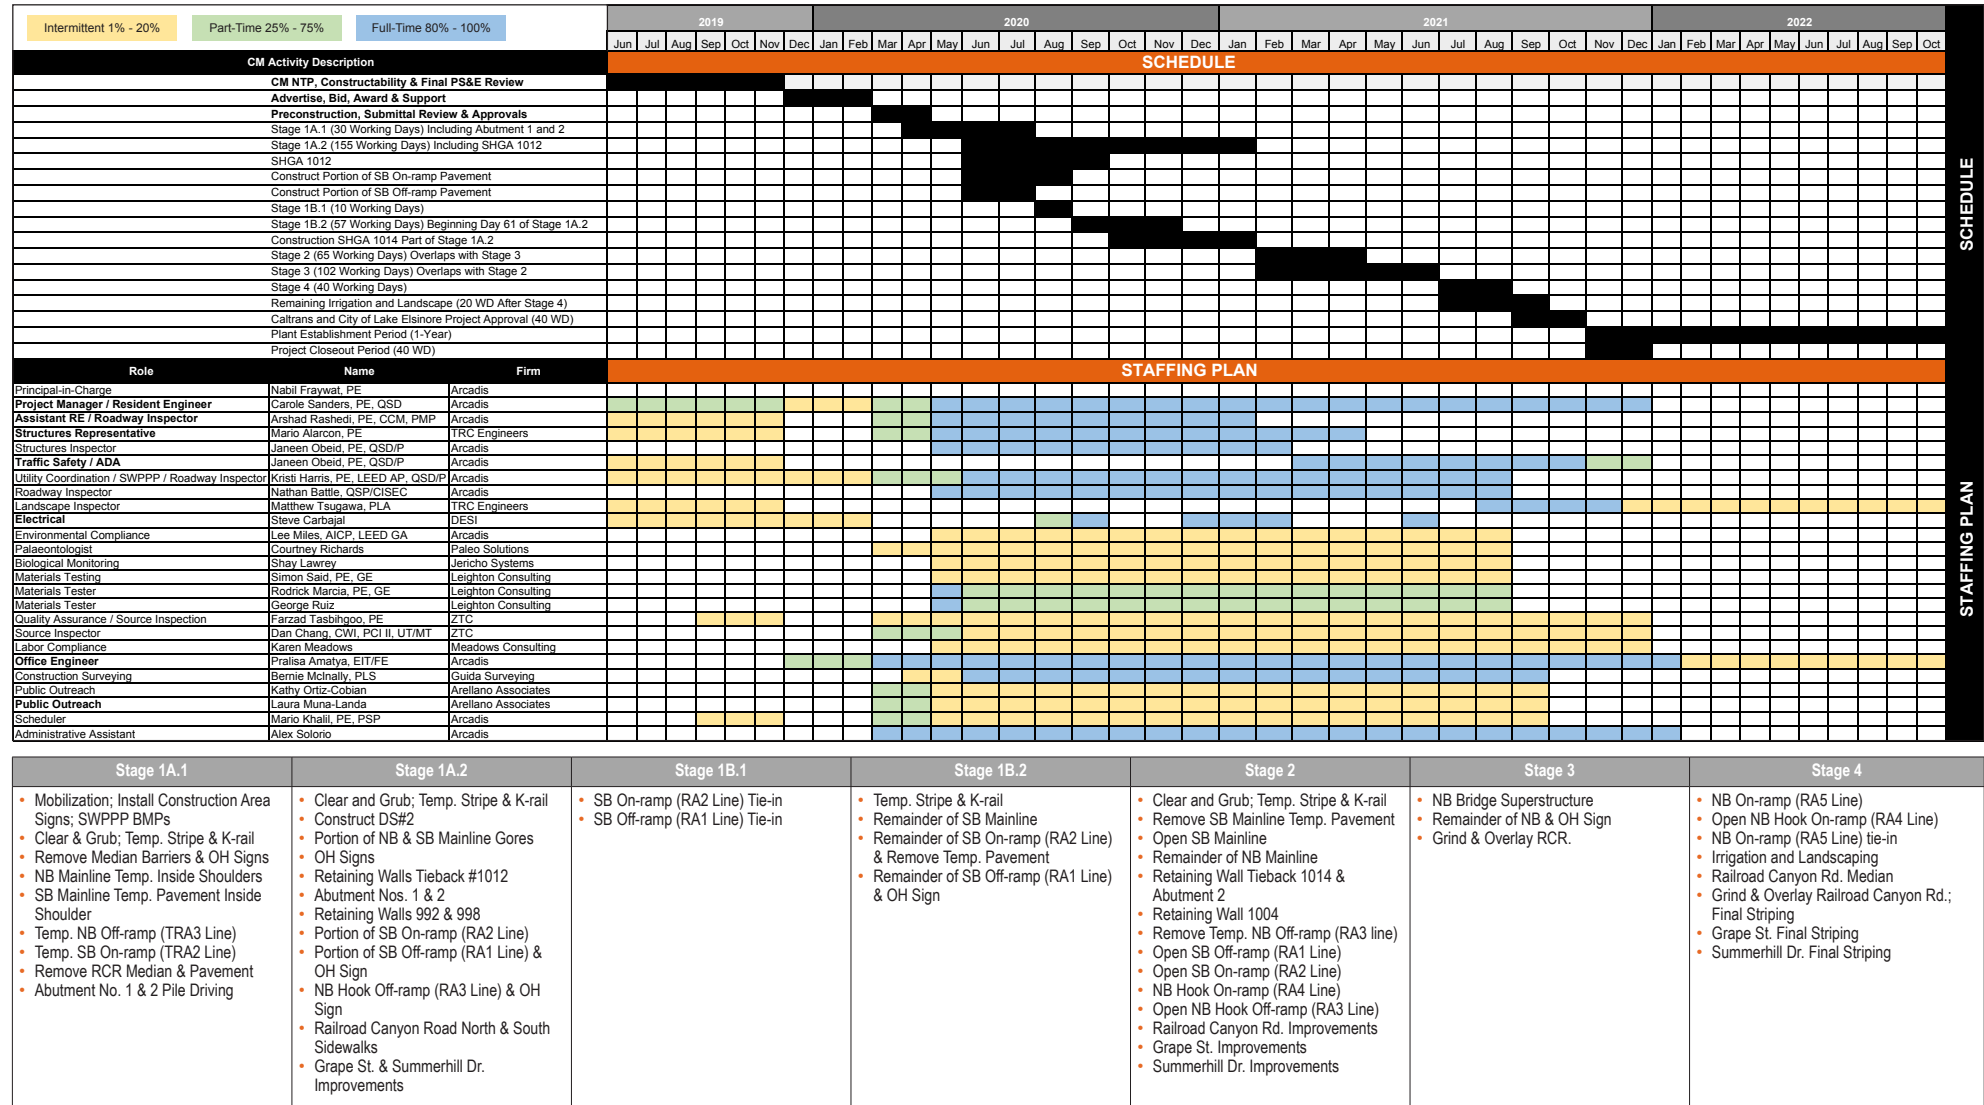 Intermittent 1% - 20%
Part-Time 25% - 75%
Full-Time 80% - 100%
2019 2020 2021 2022
Jun Jul Aug Sep Oct Nov Dec Jan Feb Mar Apr May Jun Jul Aug Sep Oct Nov Dec Jan Feb Mar Apr May Jun Jul Aug Sep Oct Nov Dec Jan Feb Mar Apr May Jun Jul Aug Sep Oct
CM Activity Description SCHEDULE
CM NTP, Constructability & Final PS&E Review
Advertise, Bid, Award & Support
Preconstruction, Submittal Review & Approvals
Stage 1A.1 (30 Working Days) Including Abutment 1 and 2
Stage 1A.2 (155 Working Days) Including SHGA 1012
SHGA 1012
Construct Portion of SB On-ramp Pavement
Construct Portion of SB Off-ramp Pavement
Stage 1B.1 (10 Working Days)
Stage 1B.2 (57 Working Days) Beginning Day 61 of Stage 1A.2
Construction SHGA 1014 Part of Stage 1A.2
Stage 2 (65 Working Days) Overlaps with Stage 3
Stage 3 (102 Working Days) Overlaps with Stage 2
Stage 4 (40 Working Days)
Remaining Irrigation and Landscape (20 WD After Stage 4)
Caltrans and City of Lake Elsinore Project Approval (40 WD)
Plant Establishment Period (1-Year)
Project Closeout Period (40 WD)
SCHEDULE
Role Name Firm STAFFING PLAN
Principal-in-Charge Nabil Fraywat, PE Arcadis
Project Manager / Resident Engineer Carole Sanders, PE, QSD Arcadis
Assistant RE / Roadway Inspector Arshad Rashedi, PE, CCM, PMP Arcadis
Structures Representative Mario Alarcon, PE TRC Engineers
Structures Inspector Janeen Obeid, PE, QSD/P Arcadis
Traffic Safety / ADA Janeen Obeid, PE, QSD/P Arcadis
Utility Coordination / SWPPP / Roadway Inspector Kristi Harris, PE, LEED AP, QSD/P Arcadis
Roadway Inspector Nathan Battle, QSP/CISEC Arcadis
Landscape Inspector Matthew Tsugawa, PLA TRC Engineers
Electrical Steve Carbajal DESI
Environmental Compliance Lee Miles, AICP, LEED GA Arcadis
Palaeontologist Courtney Richards Paleo Solutions
Biological Monitoring Shay Lawrey Jericho Systems
Materials Testing Simon Said, PE, GE Leighton Consulting
Materials Tester Rodrick Marcia, PE, GE Leighton Consulting
Materials Tester George Ruiz Leighton Consulting
Quality Assurance / Source Inspection Farzad Tasbihgoo, PE ZTC
Source Inspector Dan Chang, CWI, PCI II, UT/MT ZTC
Labor Compliance Karen Meadows Meadows Consulting
Office Engineer Pralisa Amatya, EIT/FE Arcadis
Construction Surveying Bernie McInally, PLS Guida Surveying
Public Outreach Kathy Ortiz-Cobian Arellano Associates
Public Outreach Laura Muna-Landa Arellano Associates
Scheduler Mario Khalil, PE, PSP Arcadis
Administrative Assistant Alex Solorio Arcadis
STAFFING PLAN
Stage 1A.1
• Mobilization; Install Construction Area
Signs; SWPPP BMPs
• Clear & Grub; Temp. Stripe & K-rail
• Remove Median Barriers & OH Signs
• NB Mainline Temp. Inside Shoulders
• SB Mainline Temp. Pavement Inside
Shoulder
• Temp. NB Off-ramp (TRA3 Line)
• Temp. SB On-ramp (TRA2 Line)
• Remove RCR Median & Pavement
• Abutment No. 1 & 2 Pile Driving
Stage 1A.2
• Clear and Grub; Temp. Stripe & K-rail
• Construct DS#2
• Portion of NB & SB Mainline Gores
• OH Signs
• Retaining Walls Tieback #1012
• Abutment Nos. 1 & 2
• Retaining Walls 992 & 998
• Portion of SB On-ramp (RA2 Line)
• Portion of SB Off-ramp (RA1 Line) &
OH Sign
• NB Hook Off-ramp (RA3 Line) & OH
Sign
• Railroad Canyon Road North & South
Sidewalks
• Grape St. & Summerhill Dr.
Improvements
Stage 1B.1
• SB On-ramp (RA2 Line) Tie-in
• SB Off-ramp (RA1 Line) Tie-in
Stage 1B.2
• Temp. Stripe & K-rail
• Remainder of SB Mainline
• Remainder of SB On-ramp (RA2 Line)
& Remove Temp. Pavement
• Remainder of SB Off-ramp (RA1 Line)
& OH Sign
Stage 2
• Clear and Grub; Temp. Stripe & K-rail
• Remove SB Mainline Temp. Pavement
• Open SB Mainline
• Remainder of NB Mainline
• Retaining Wall Tieback 1014 &
Abutment 2
• Retaining Wall 1004
• Remove Temp. NB Off-ramp (RA3 line)
• Open SB Off-ramp (RA1 Line)
• Open SB On-ramp (RA2 Line)
• NB Hook On-ramp (RA4 Line)
• Open NB Hook Off-ramp (RA3 Line)
• Railroad Canyon Rd. Improvements
• Grape St. Improvements
• Summerhill Dr. Improvements
Stage 3
• NB Bridge Superstructure
• Remainder of NB & OH Sign
• Grind & Overlay RCR.
Stage 4
• NB On-ramp (RA5 Line)
• Open NB Hook On-ramp (RA4 Line)
• NB On-ramp (RA5 Line) tie-in
• Irrigation and Landscaping
• Railroad Canyon Rd. Median
• Grind & Overlay Railroad Canyon Rd.;
Final Striping
• Grape St. Final Striping
• Summerhill Dr. Final Striping